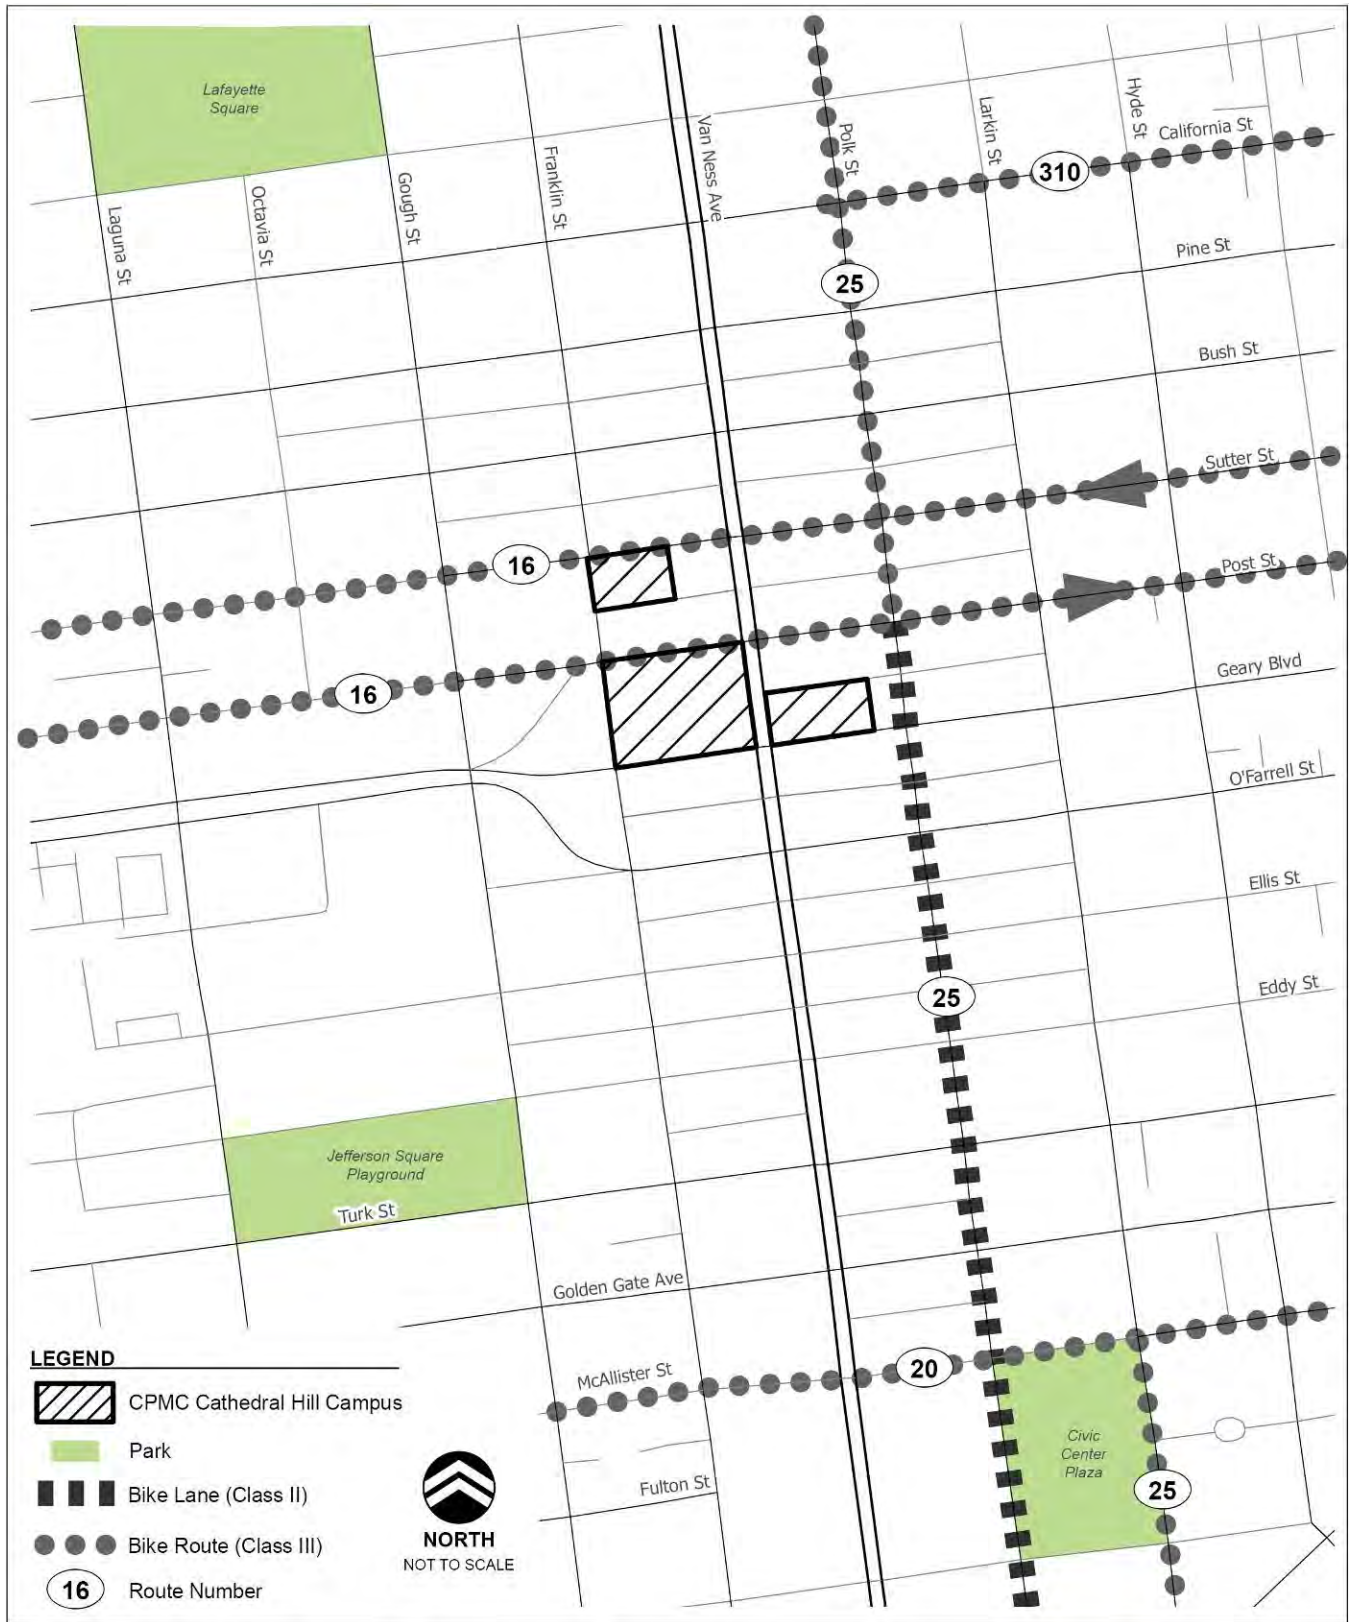 Lafayette
Square
Laguna St
Octavia St
Gough St
Franklin St
Van Ness Ave
Polk St
Larkin St
Hyde St
California St
310
Pine St
25
Bush St
Sutter St
16
Post St
16
Geary Blvd
O'Farrell St
Ellis St
25
Eddy St
Jefferson Square
Playground
Turk St
Golden Gate Ave
McAllister St
20
Civic
Center
Plaza
Fulton St
25
LEGEND
CPMC Cathedral Hill Campus
Park
Bike Lane (Class II)
Bike Route (Class III)
16 Route Number
NORTH
NOT TO SCALE